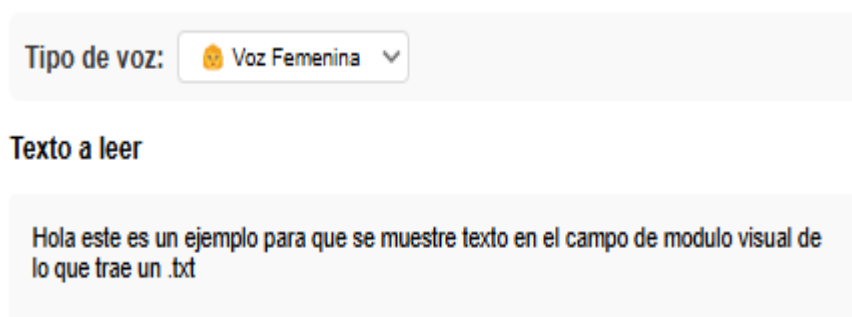 Tipo de voz: Voz Femenina
Texto a leer
Hola este es un ejemplo para que se muestre texto en el campo de modulo visual de
lo que trae un .txt